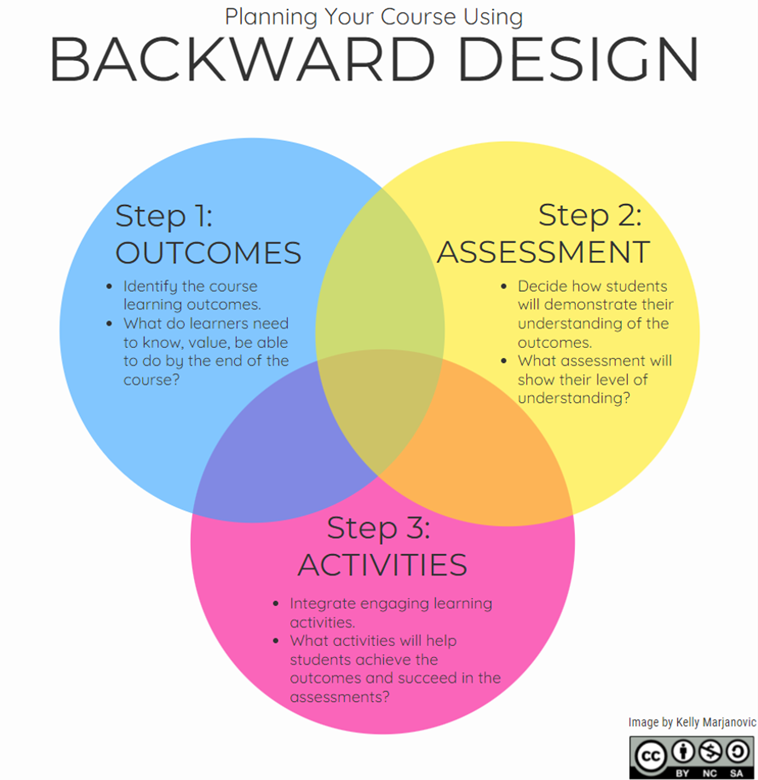 Planning Your Course Using
BACKWARD DESIGN
Step 1:
OUTCOMES
• Identify the course
learning outcomes.
• What do learners need
to know, value, be able
to do by the end of the
course?
Step 2:
ASSESSMENT
• Decide how students
will demonstrate their
understanding of the
outcomes.
• What assessment will
show their level of
understanding?
Step 3:
ACTIVITIES
• Integrate engaging learning
activities.
• What activities will help
students achieve the
outcomes and succeed in the
assessments?
Image by Kelly Marjanovic
cc
BY NC SA